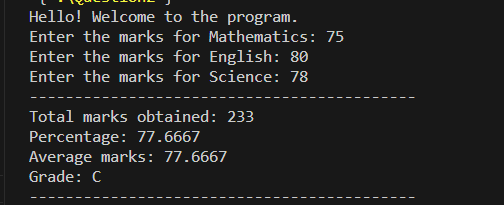 Hello! Welcome to the program.
Enter the marks for Mathematics: 75
Enter the marks for English: 80
Enter the marks for Science: 78
-------------------------------------------
Total marks obtained: 233
Percentage: 77.6667
Average marks: 77.6667
Grade: C
-------------------------------------------